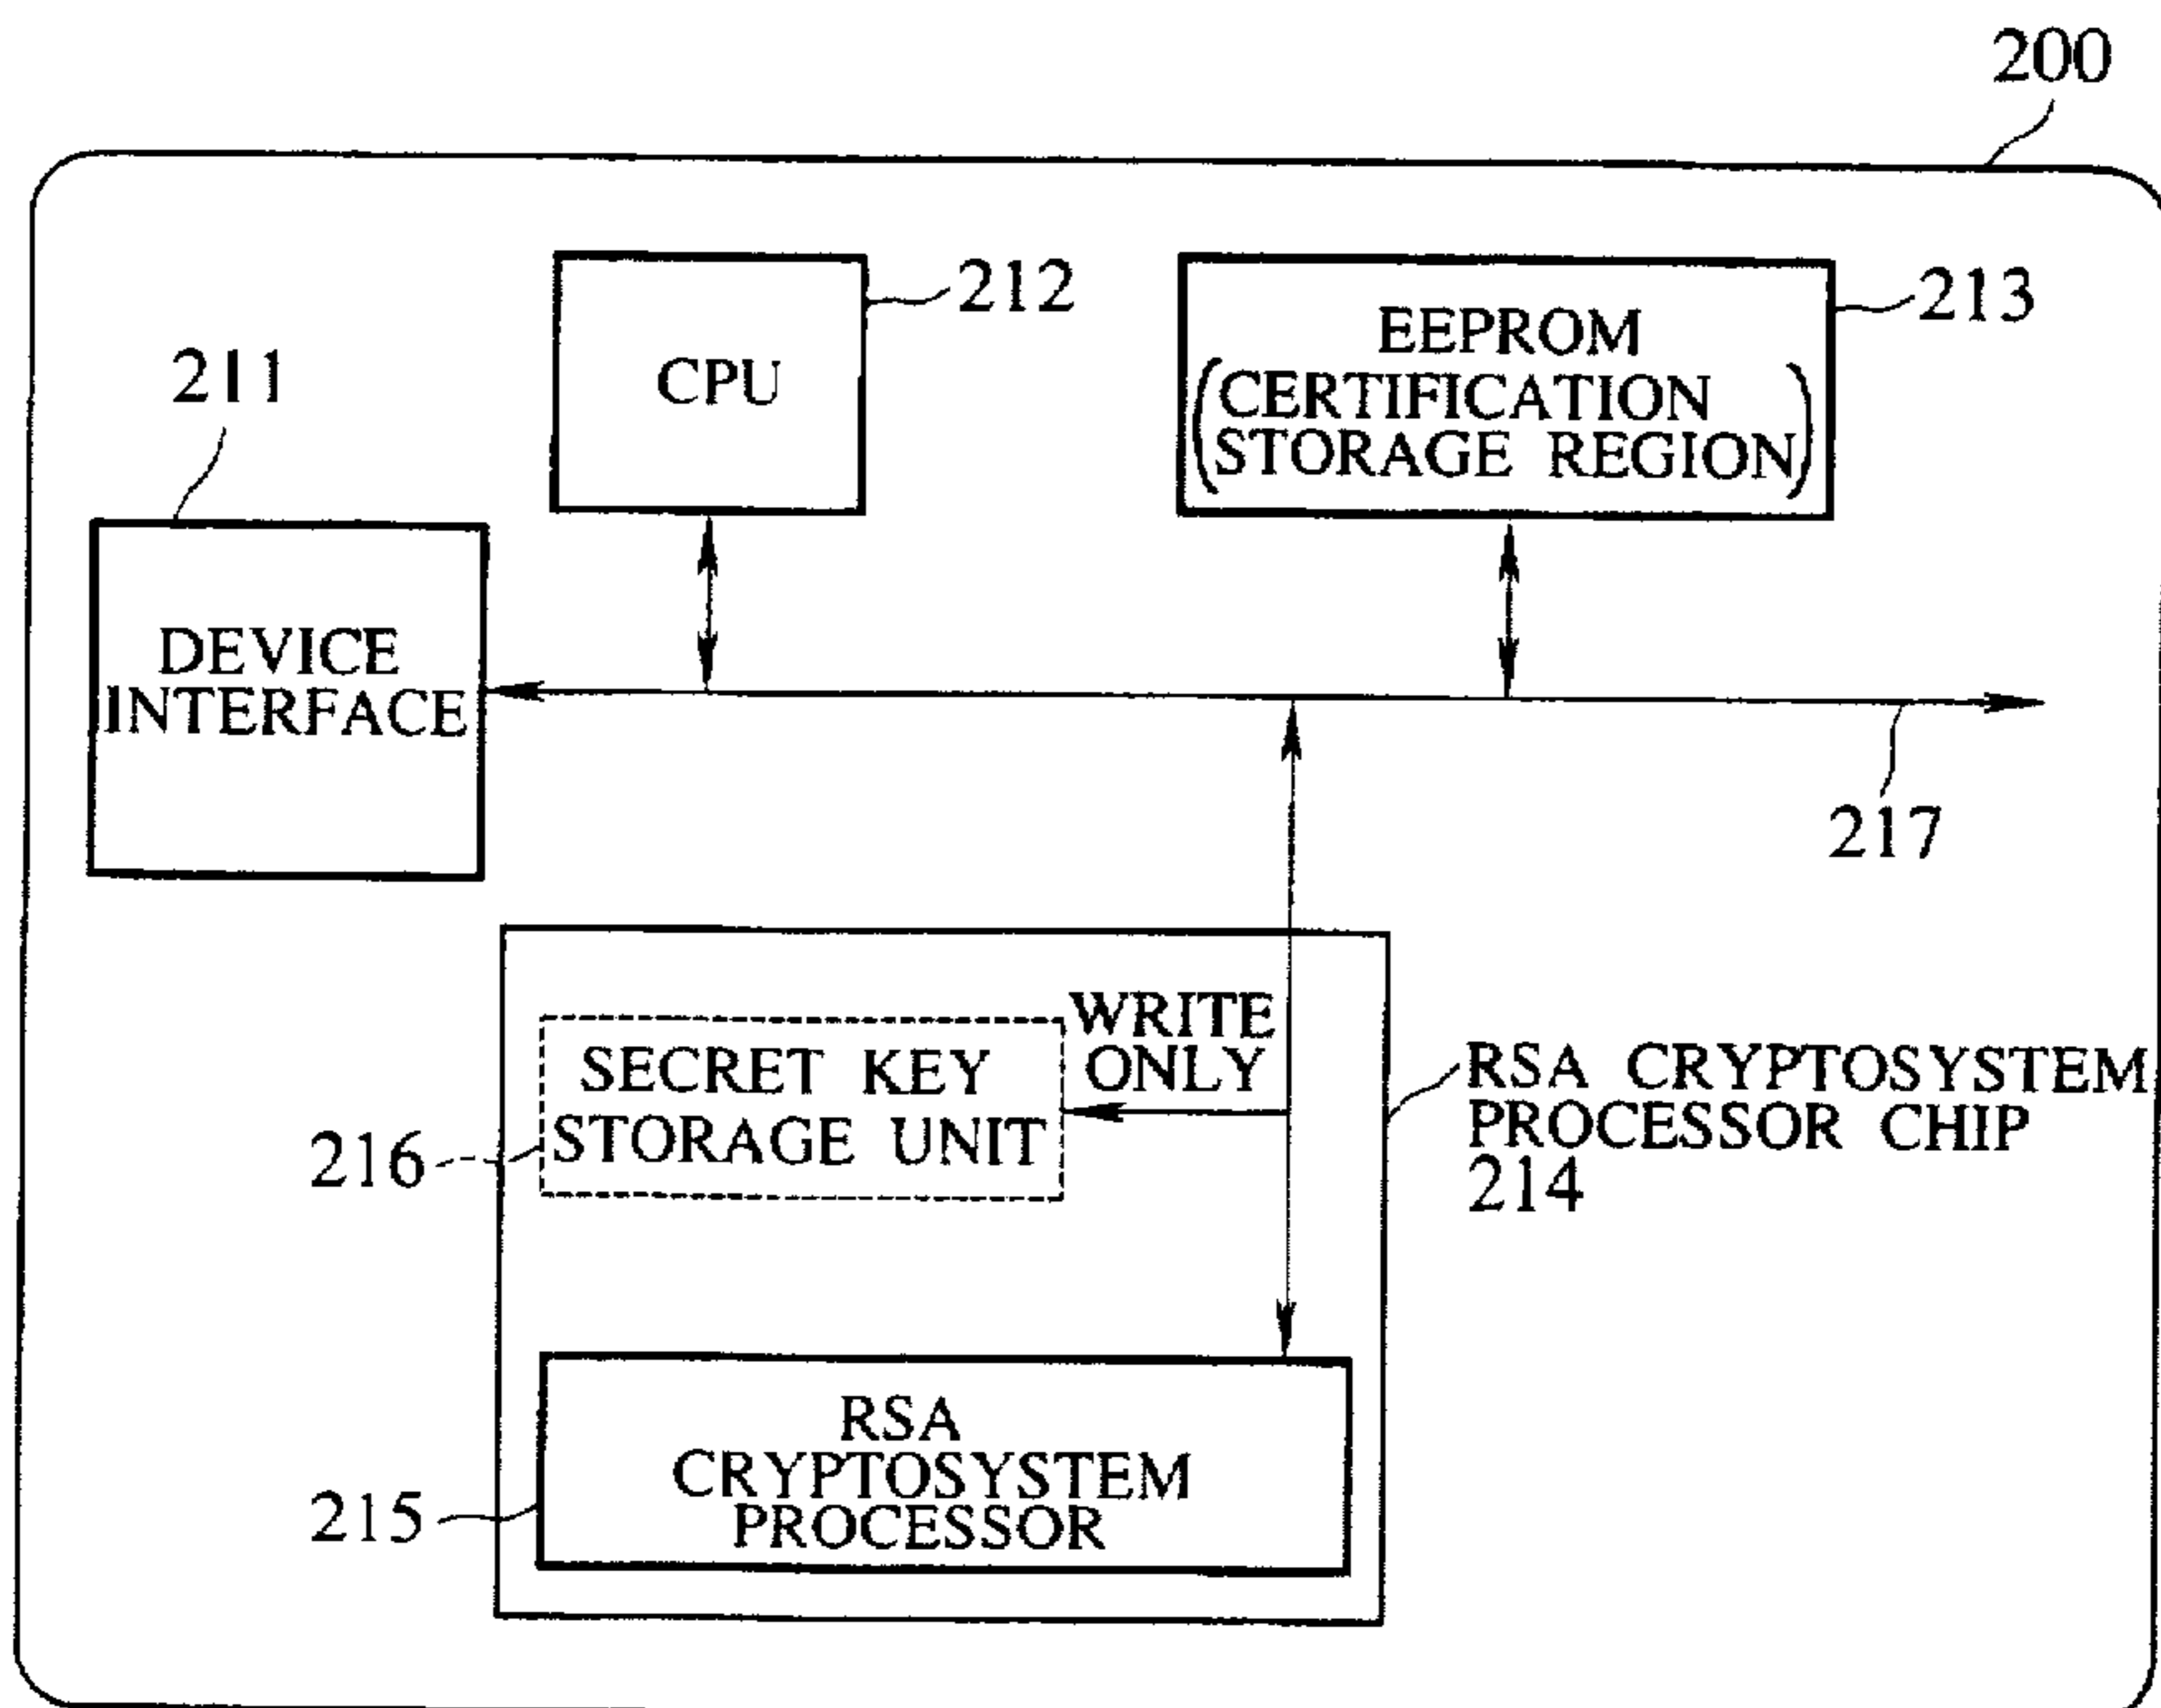 200
212
CPU
213
EEPROM
(CERTIFICATION
STORAGE REGION)
211
DEVICE
INTERFACE
217
WRITE
ONLY
SECRET KEY
STORAGE UNIT
216
RSA CRYPTOSYSTEM
PROCESSOR CHIP
214
RSA
CRYPTOSYSTEM
PROCESSOR
215